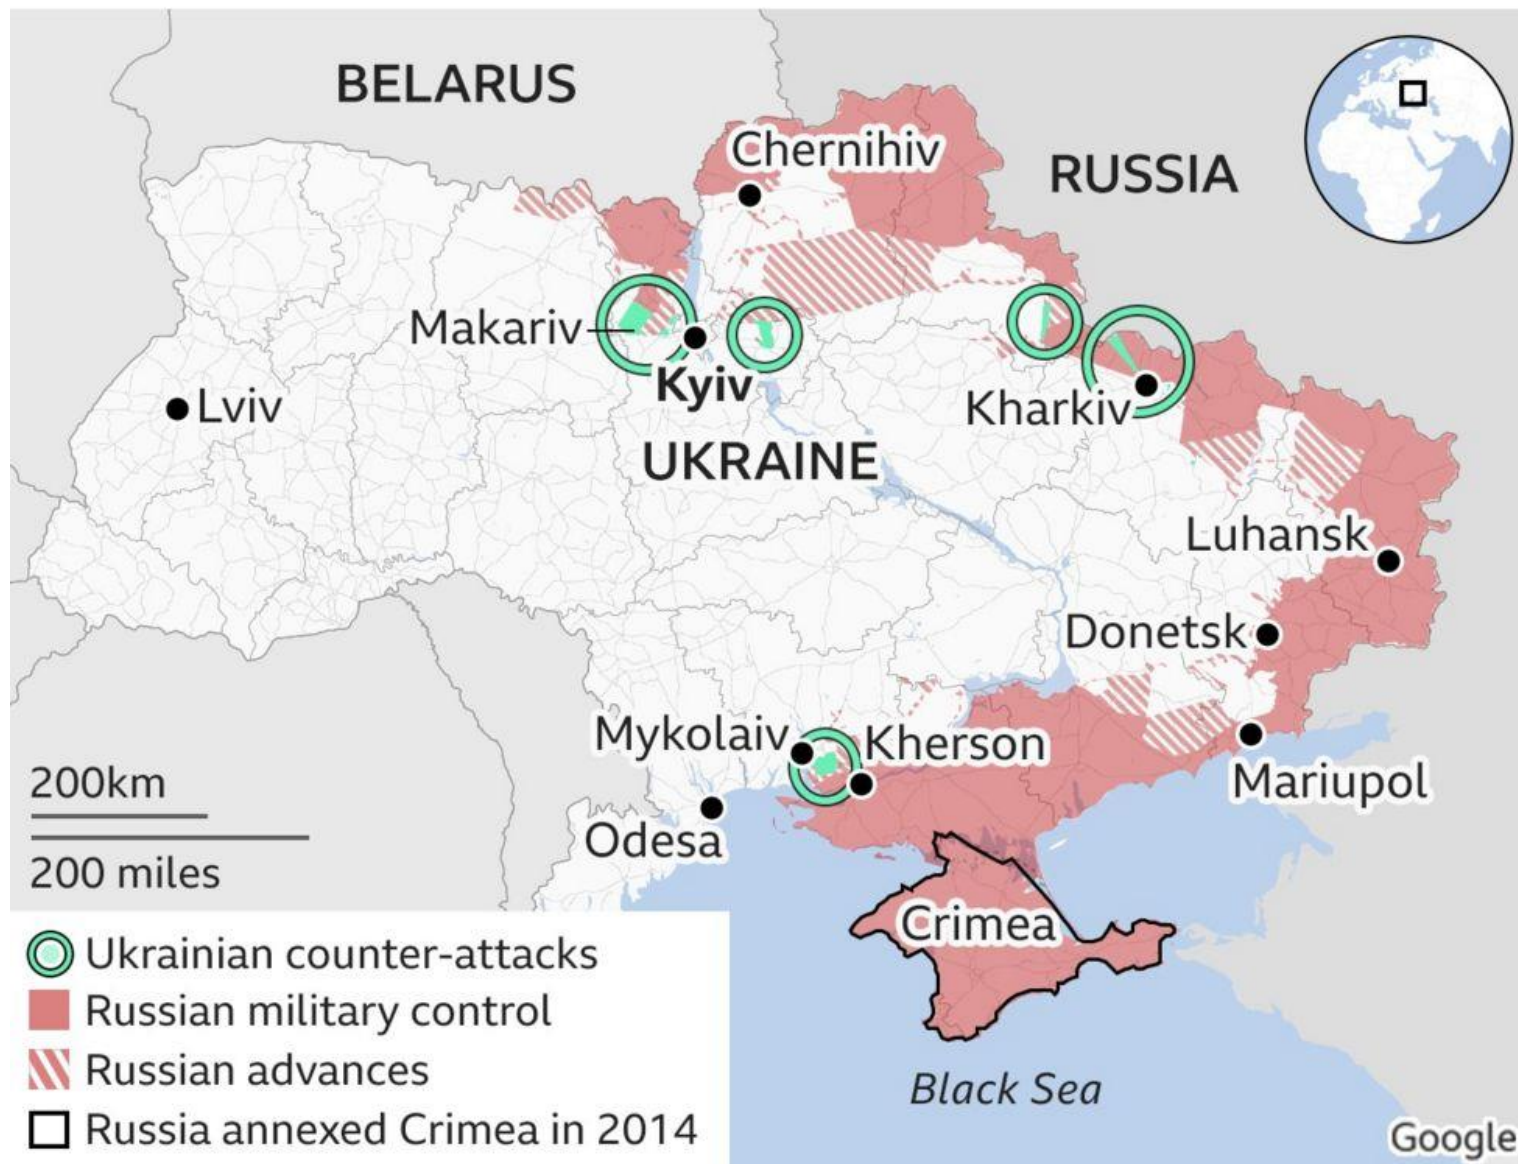 BELARUS
Chernihiv
RUSSIA
Makariv
Kyiv
Lviv
Kharkiv
UKRAINE
Luhansk
Donetsk
Mykolaiv
Kherson
Mariupol
Odesa
200km
200 miles
Crimea
Ukrainian counter-attacks
Russian military control
Russian advances
Russia annexed Crimea in 2014
Black Sea
Google